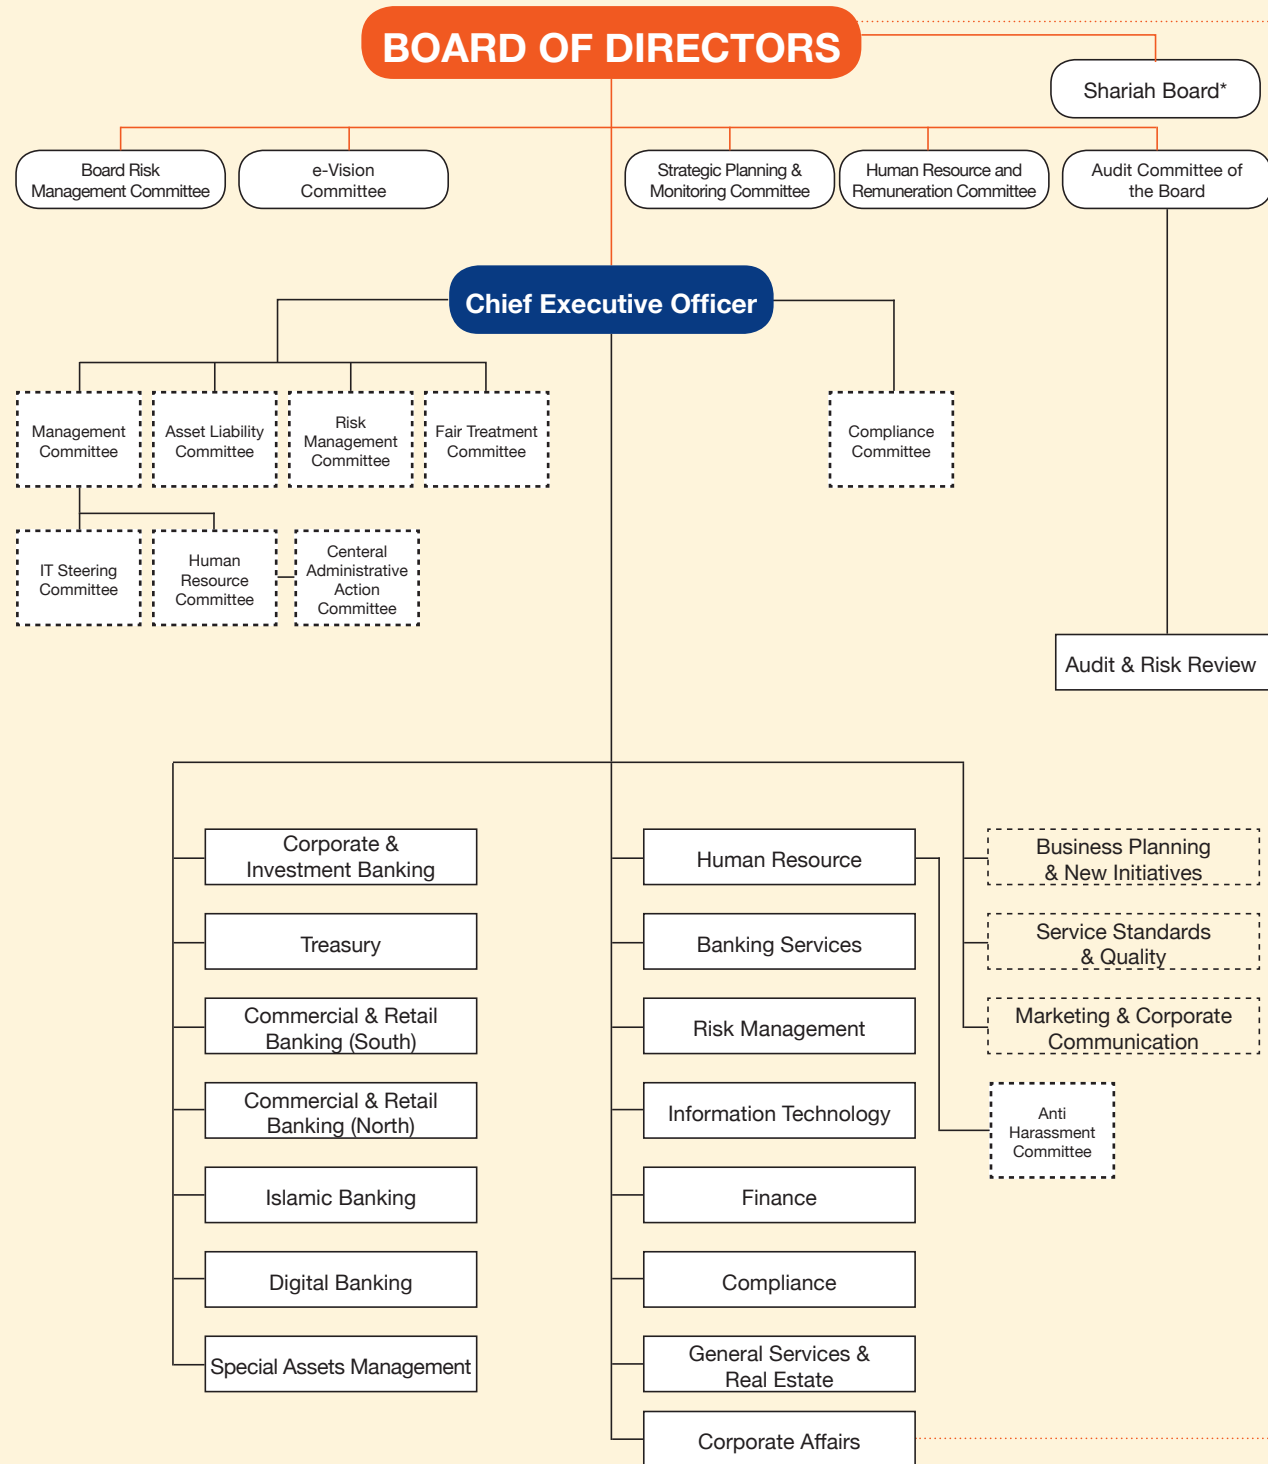 BOARD OF DIRECTORS
Shariah Board*
Board Risk
Management Committee
e-Vision
Committee
Strategic Planning &
Monitoring Committee
Human Resource and
Remuneration Committee
Audit Committee of
the Board
Chief Executive Officer
Management
Committee
Asset Liability
Committee
Risk
Management
Committee
Fair Treatment
Committee
Compliance
Committee
IT Steering
Committee
Human
Resource
Committee
Centeral
Administrative
Action
Committee
Audit & Risk Review
Corporate &
Investment Banking
Treasury
Commercial & Retail
Banking (South)
Commercial & Retail
Banking (North)
Islamic Banking
Digital Banking
Special Assets Management
Human Resource
Banking Services
Risk Management
Information Technology
Finance
Compliance
General Services &
Real Estate
Corporate Affairs
Business Planning
& New Initiatives
Service Standards
& Quality
Marketing & Corporate
Communication
Anti
Harassment
Committee